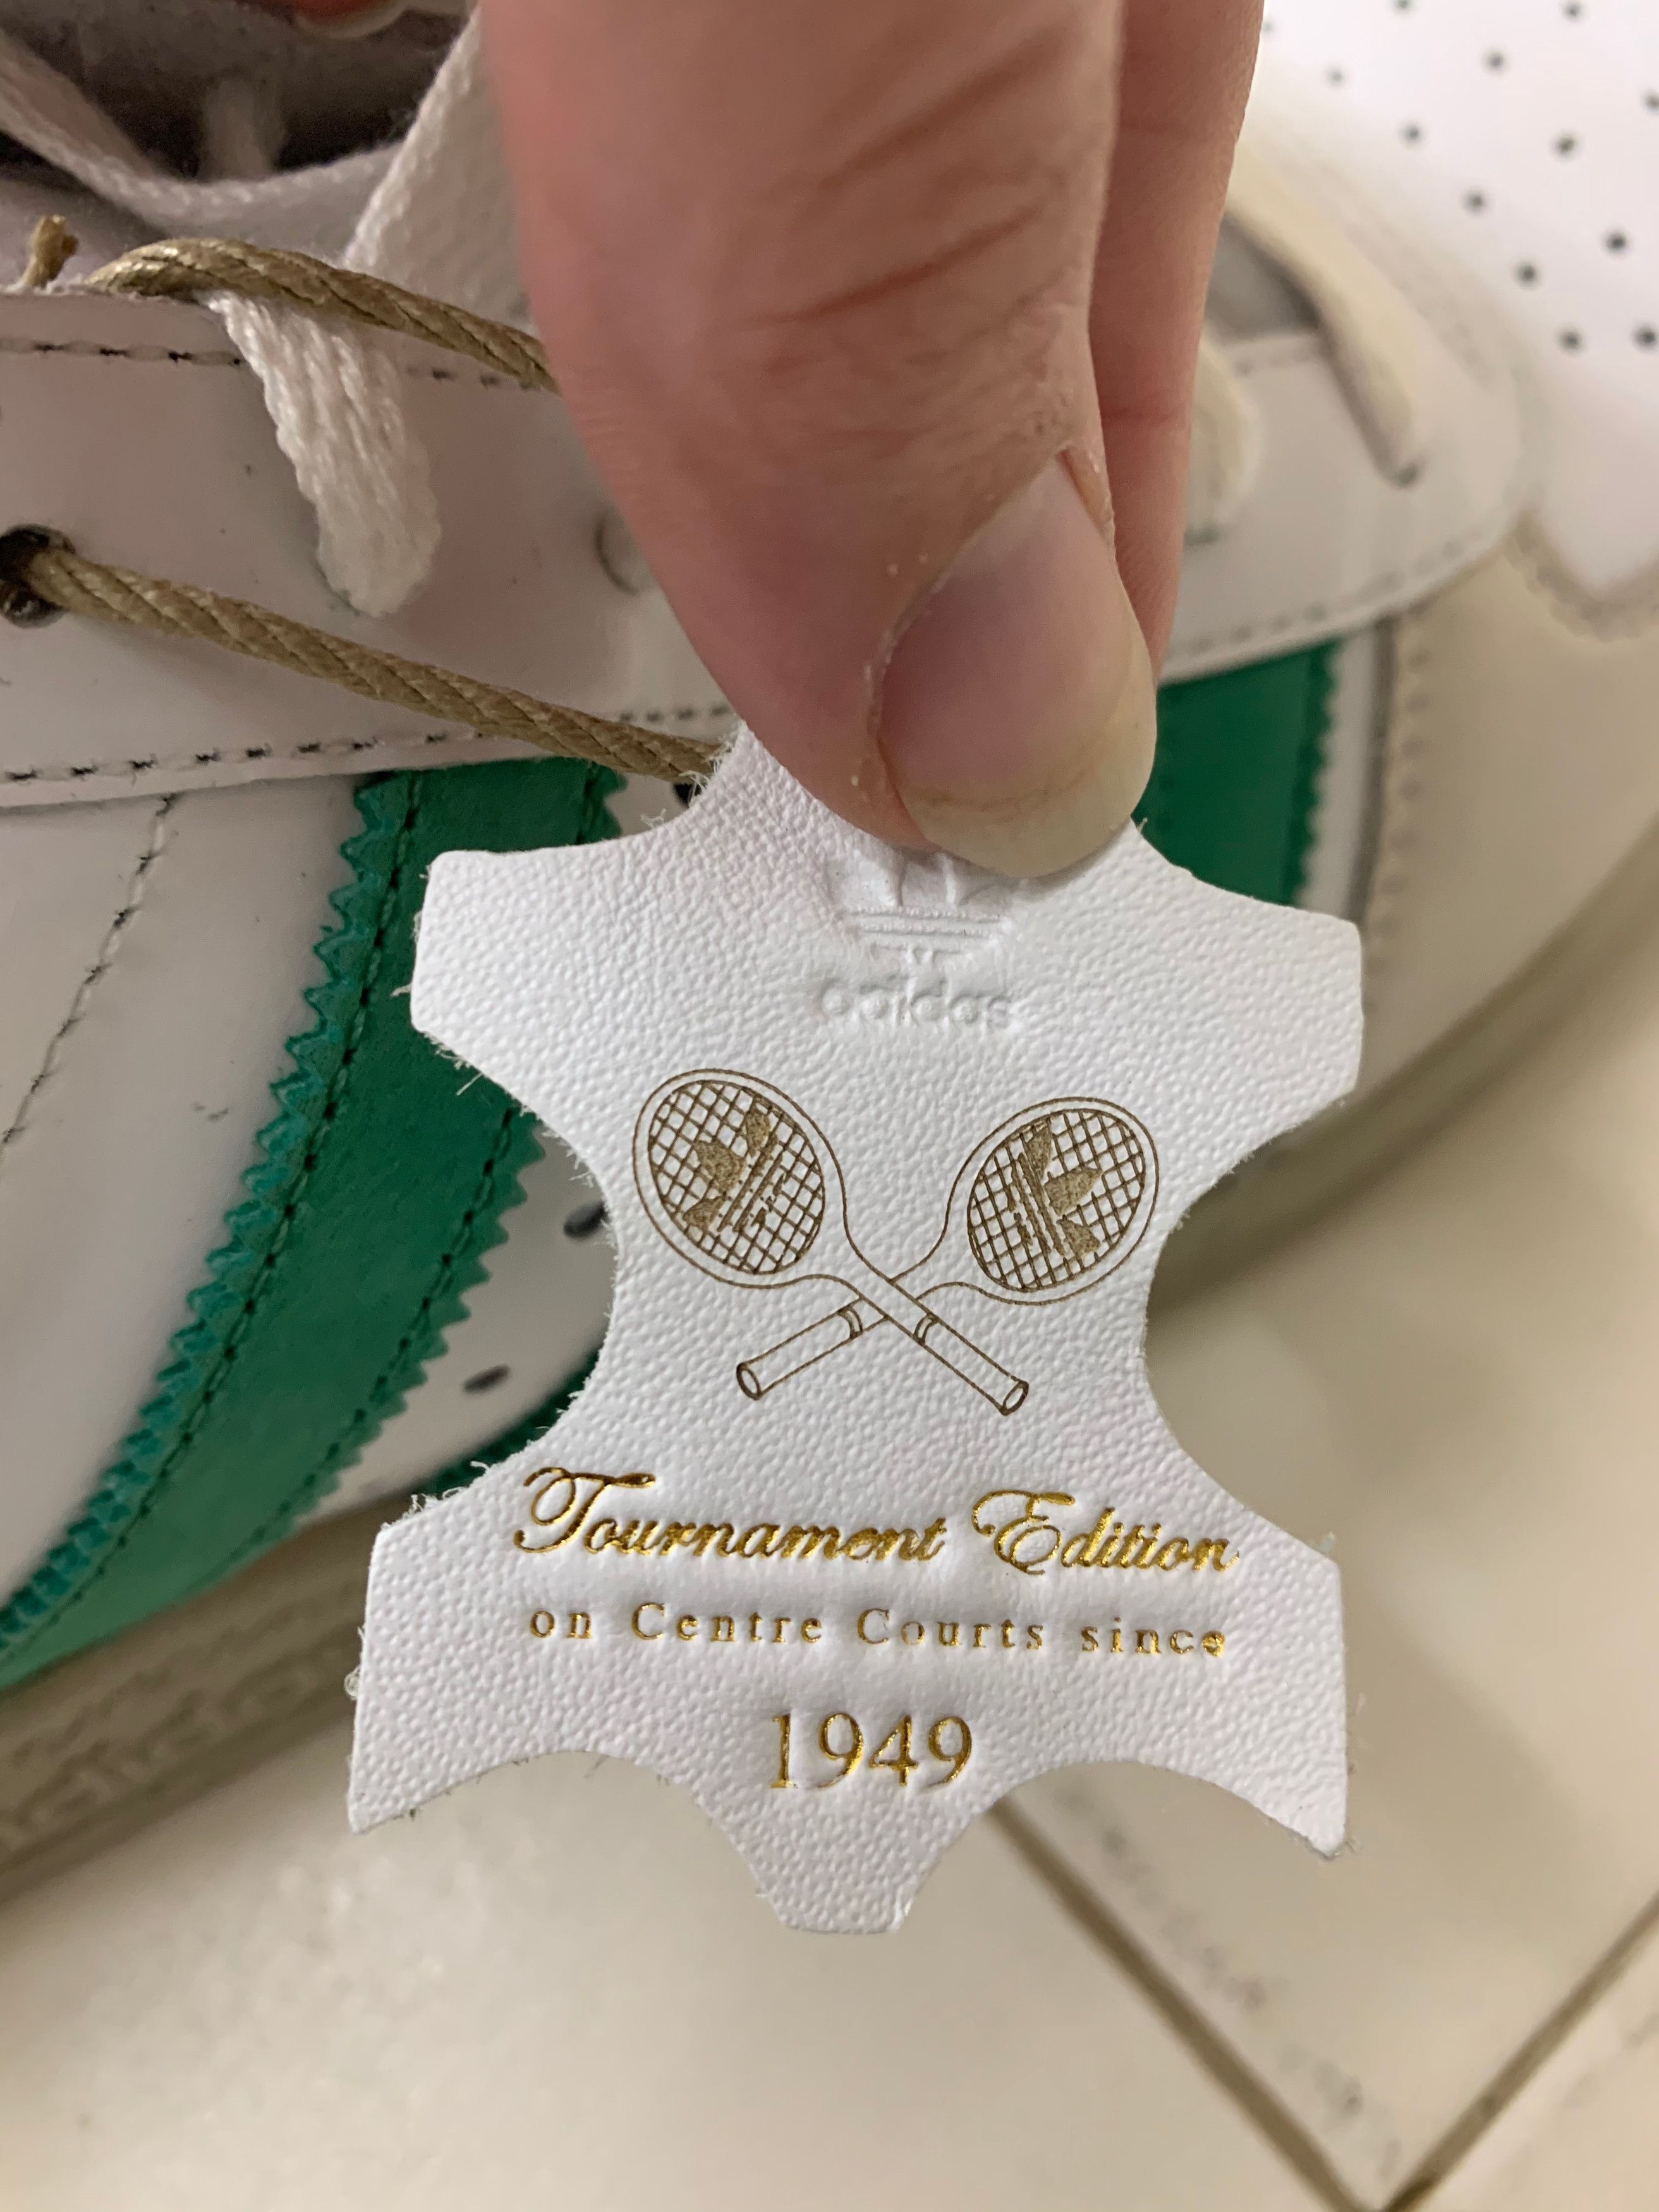 adidas
Tournament Edition
on Centre Courts since
1949